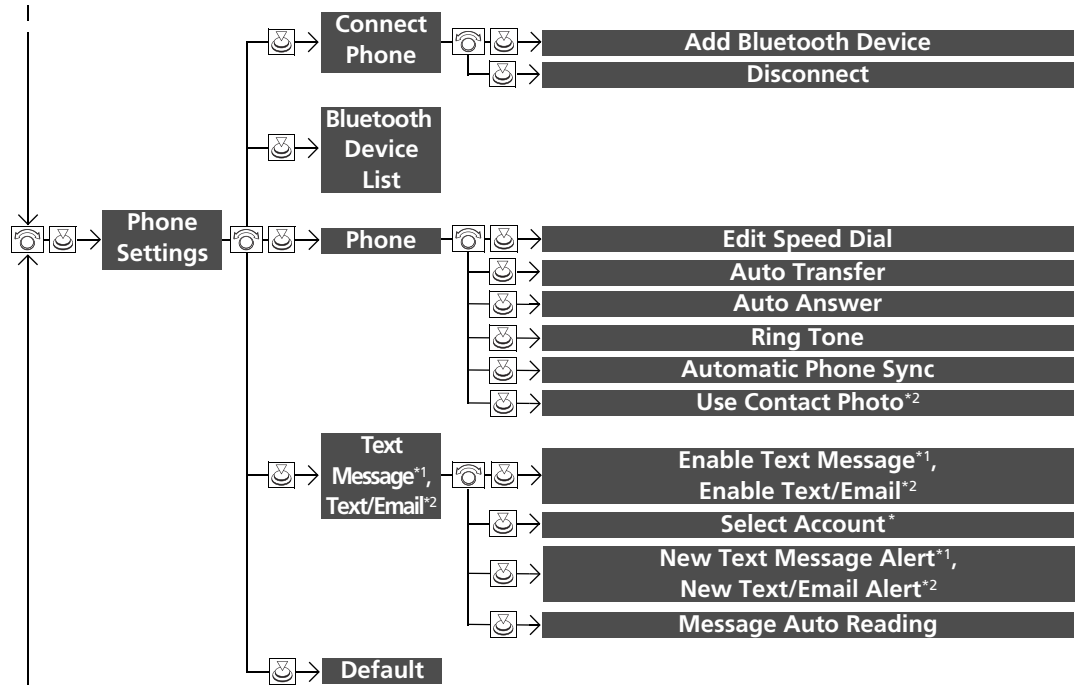 Connect
Phone
Add Bluetooth Device
Disconnect
Bluetooth
Device
List
Phone
Settings
Phone
Edit Speed Dial
Auto Transfer
Auto Answer
Ring Tone
Automatic Phone Sync
Use Contact Photo*2
Text
Message*1,
Text/Email*2
Enable Text Message*1,
Enable Text/Email*2
Select Account*
New Text Message Alert*1,
New Text/Email Alert*2
Message Auto Reading
Default